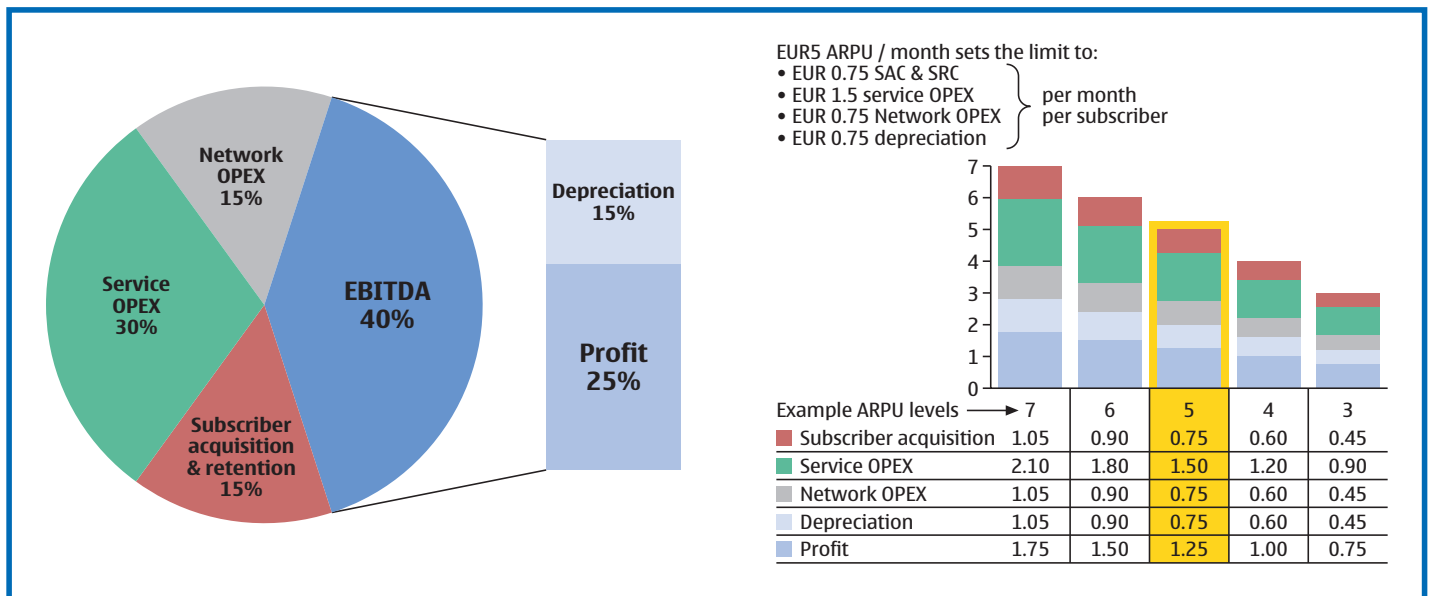 Network
OPEX
15%
Service
OPEX
30%
EBITDA
40%
Subscriber
acquisition
& retention
15%
Depreciation
15%
Profit
25%
EUR5 ARPU / month sets the limit to:
• EUR 0.75 SAC & SRC
• EUR 1.5 service OPEX
• EUR 0.75 Network OPEX
• EUR 0.75 depreciation
per month
per subscriber
7
6
5
4
3
2
1
0
Example ARPU levels 7 6 5 4 3
Subscriber acquisition 1.05 0.90 0.75 0.60 0.45
Service OPEX 2.10 1.80 1.50 1.20 0.90
Network OPEX 1.05 0.90 0.75 0.60 0.45
Depreciation 1.05 0.90 0.75 0.60 0.45
Profit 1.75 1.50 1.25 1.00 0.75